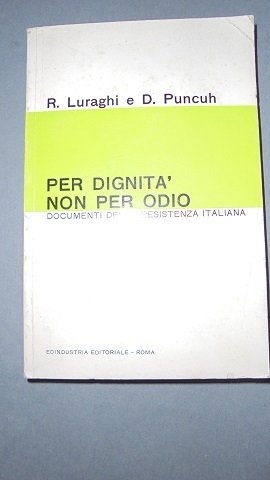 R. Luraghi e D. Puncuh
PER DIGNITA'
NON PER ODIO
DOCUMENTI RESISTENZA ITALIANA
EDINDUSTRIA EDITORIALE - ROMA